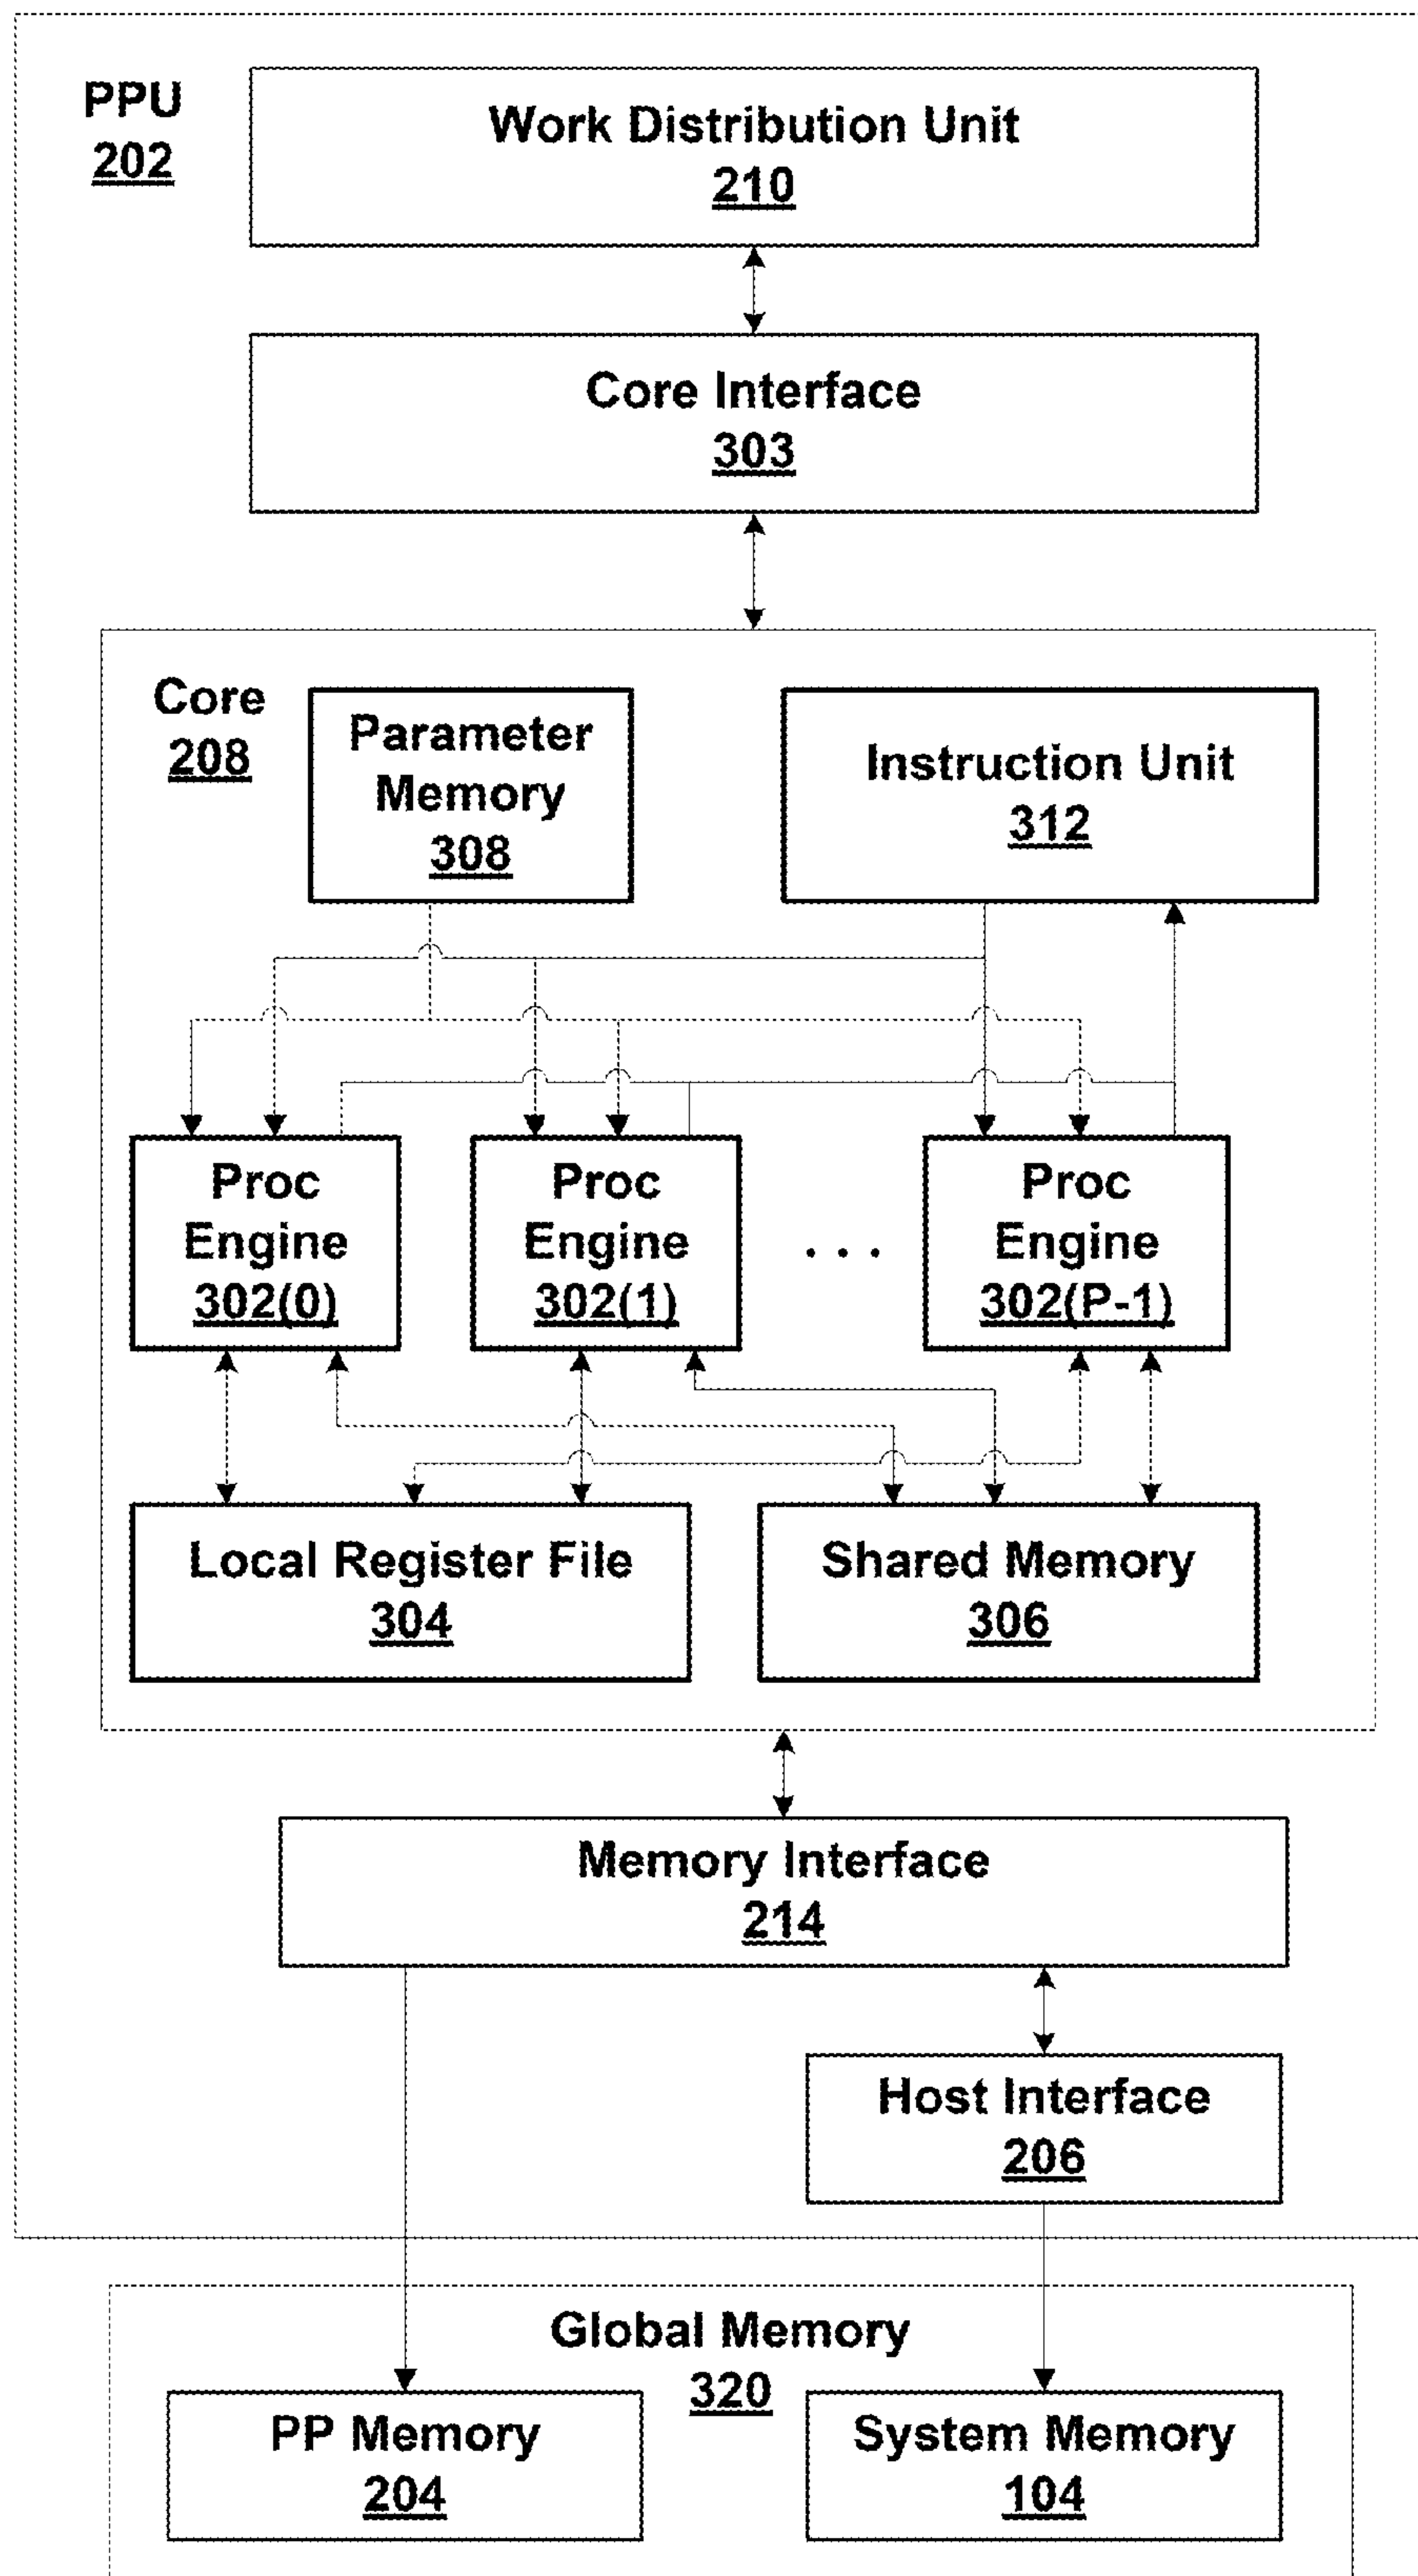 PPU
202
Work Distribution Unit
210
Core Interface
303
Core
208
Parameter
Memory
308
Instruction Unit
312
Proc
Engine
302(0)
Proc
Engine
302(1)
. . .
Proc
Engine
302(P-1)
Local Register File
304
Shared Memory
306
Memory Interface
214
Host Interface
206
Global Memory
320
PP Memory
204
System Memory
104